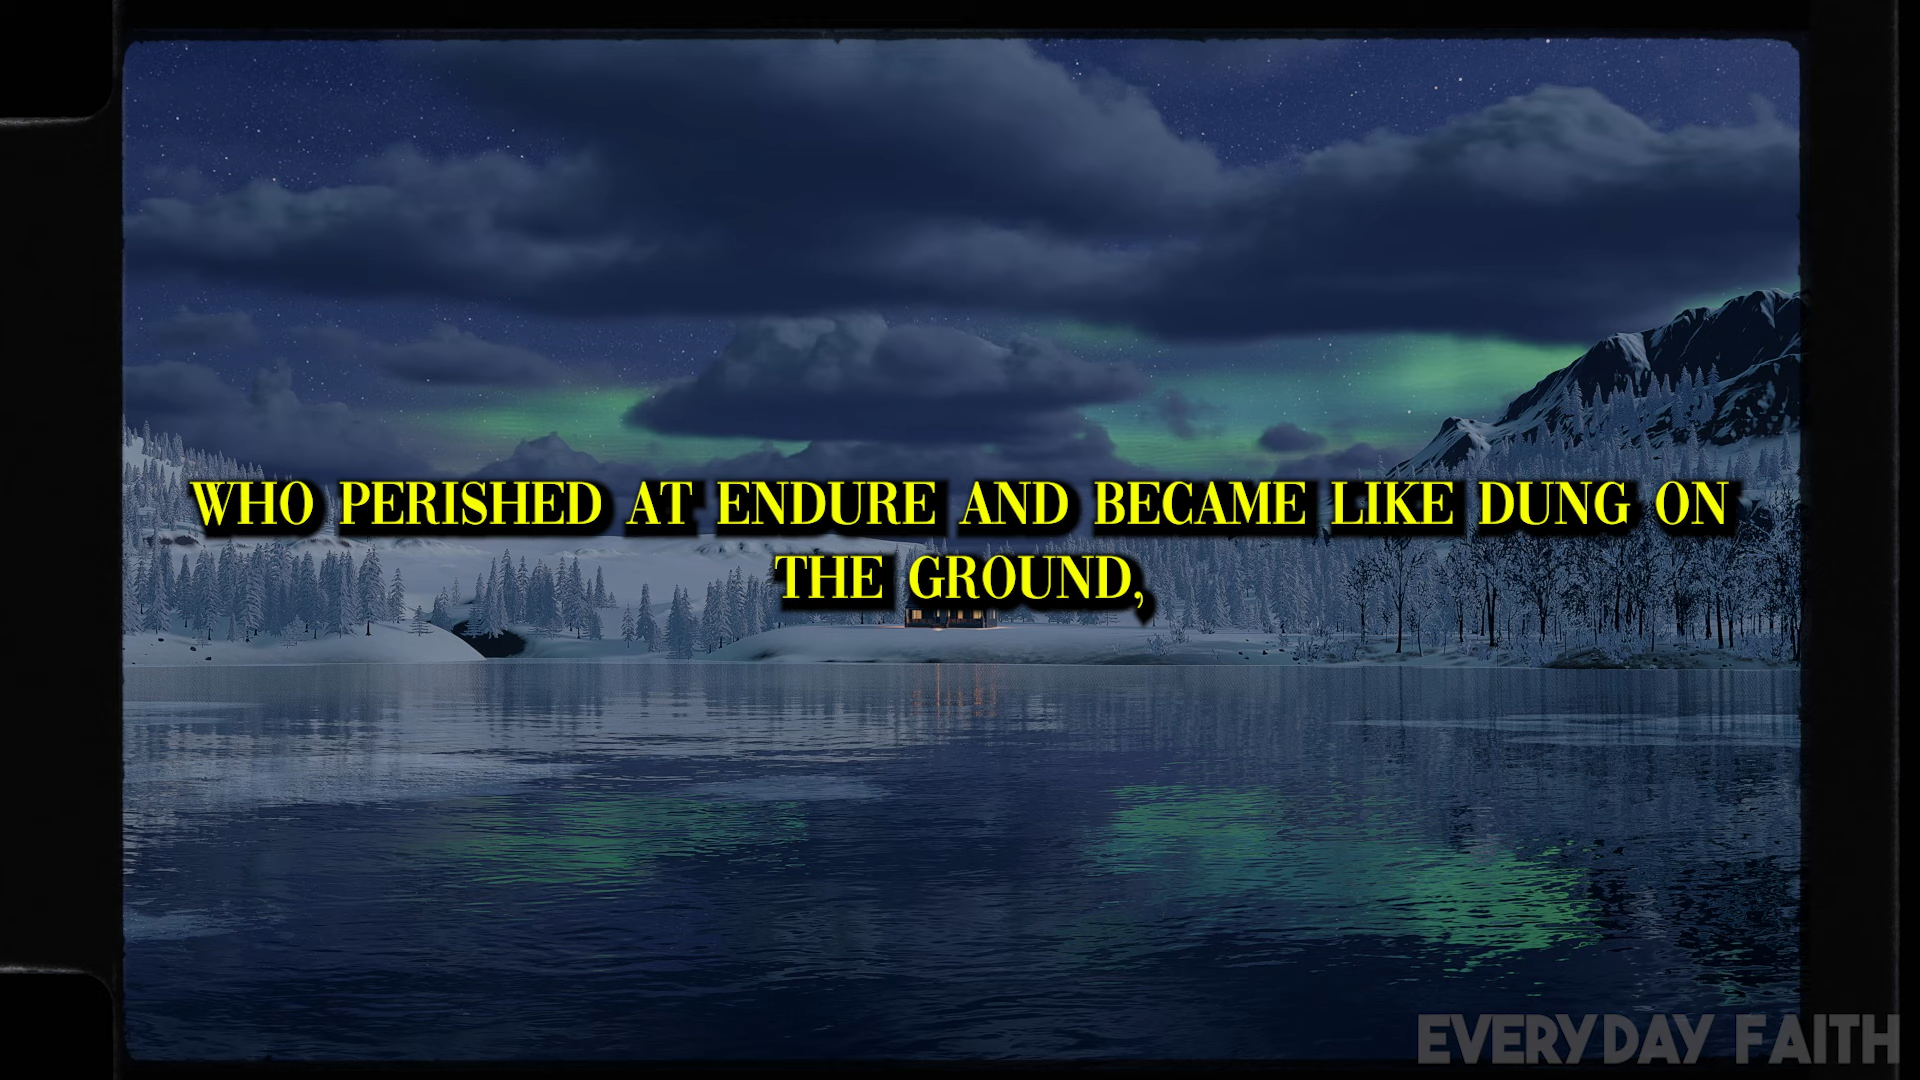 WHO PERISHED AT ENDURE AND BECAME LIKE DUNG ON
THE GROUND,
EVERYDAY FAITH